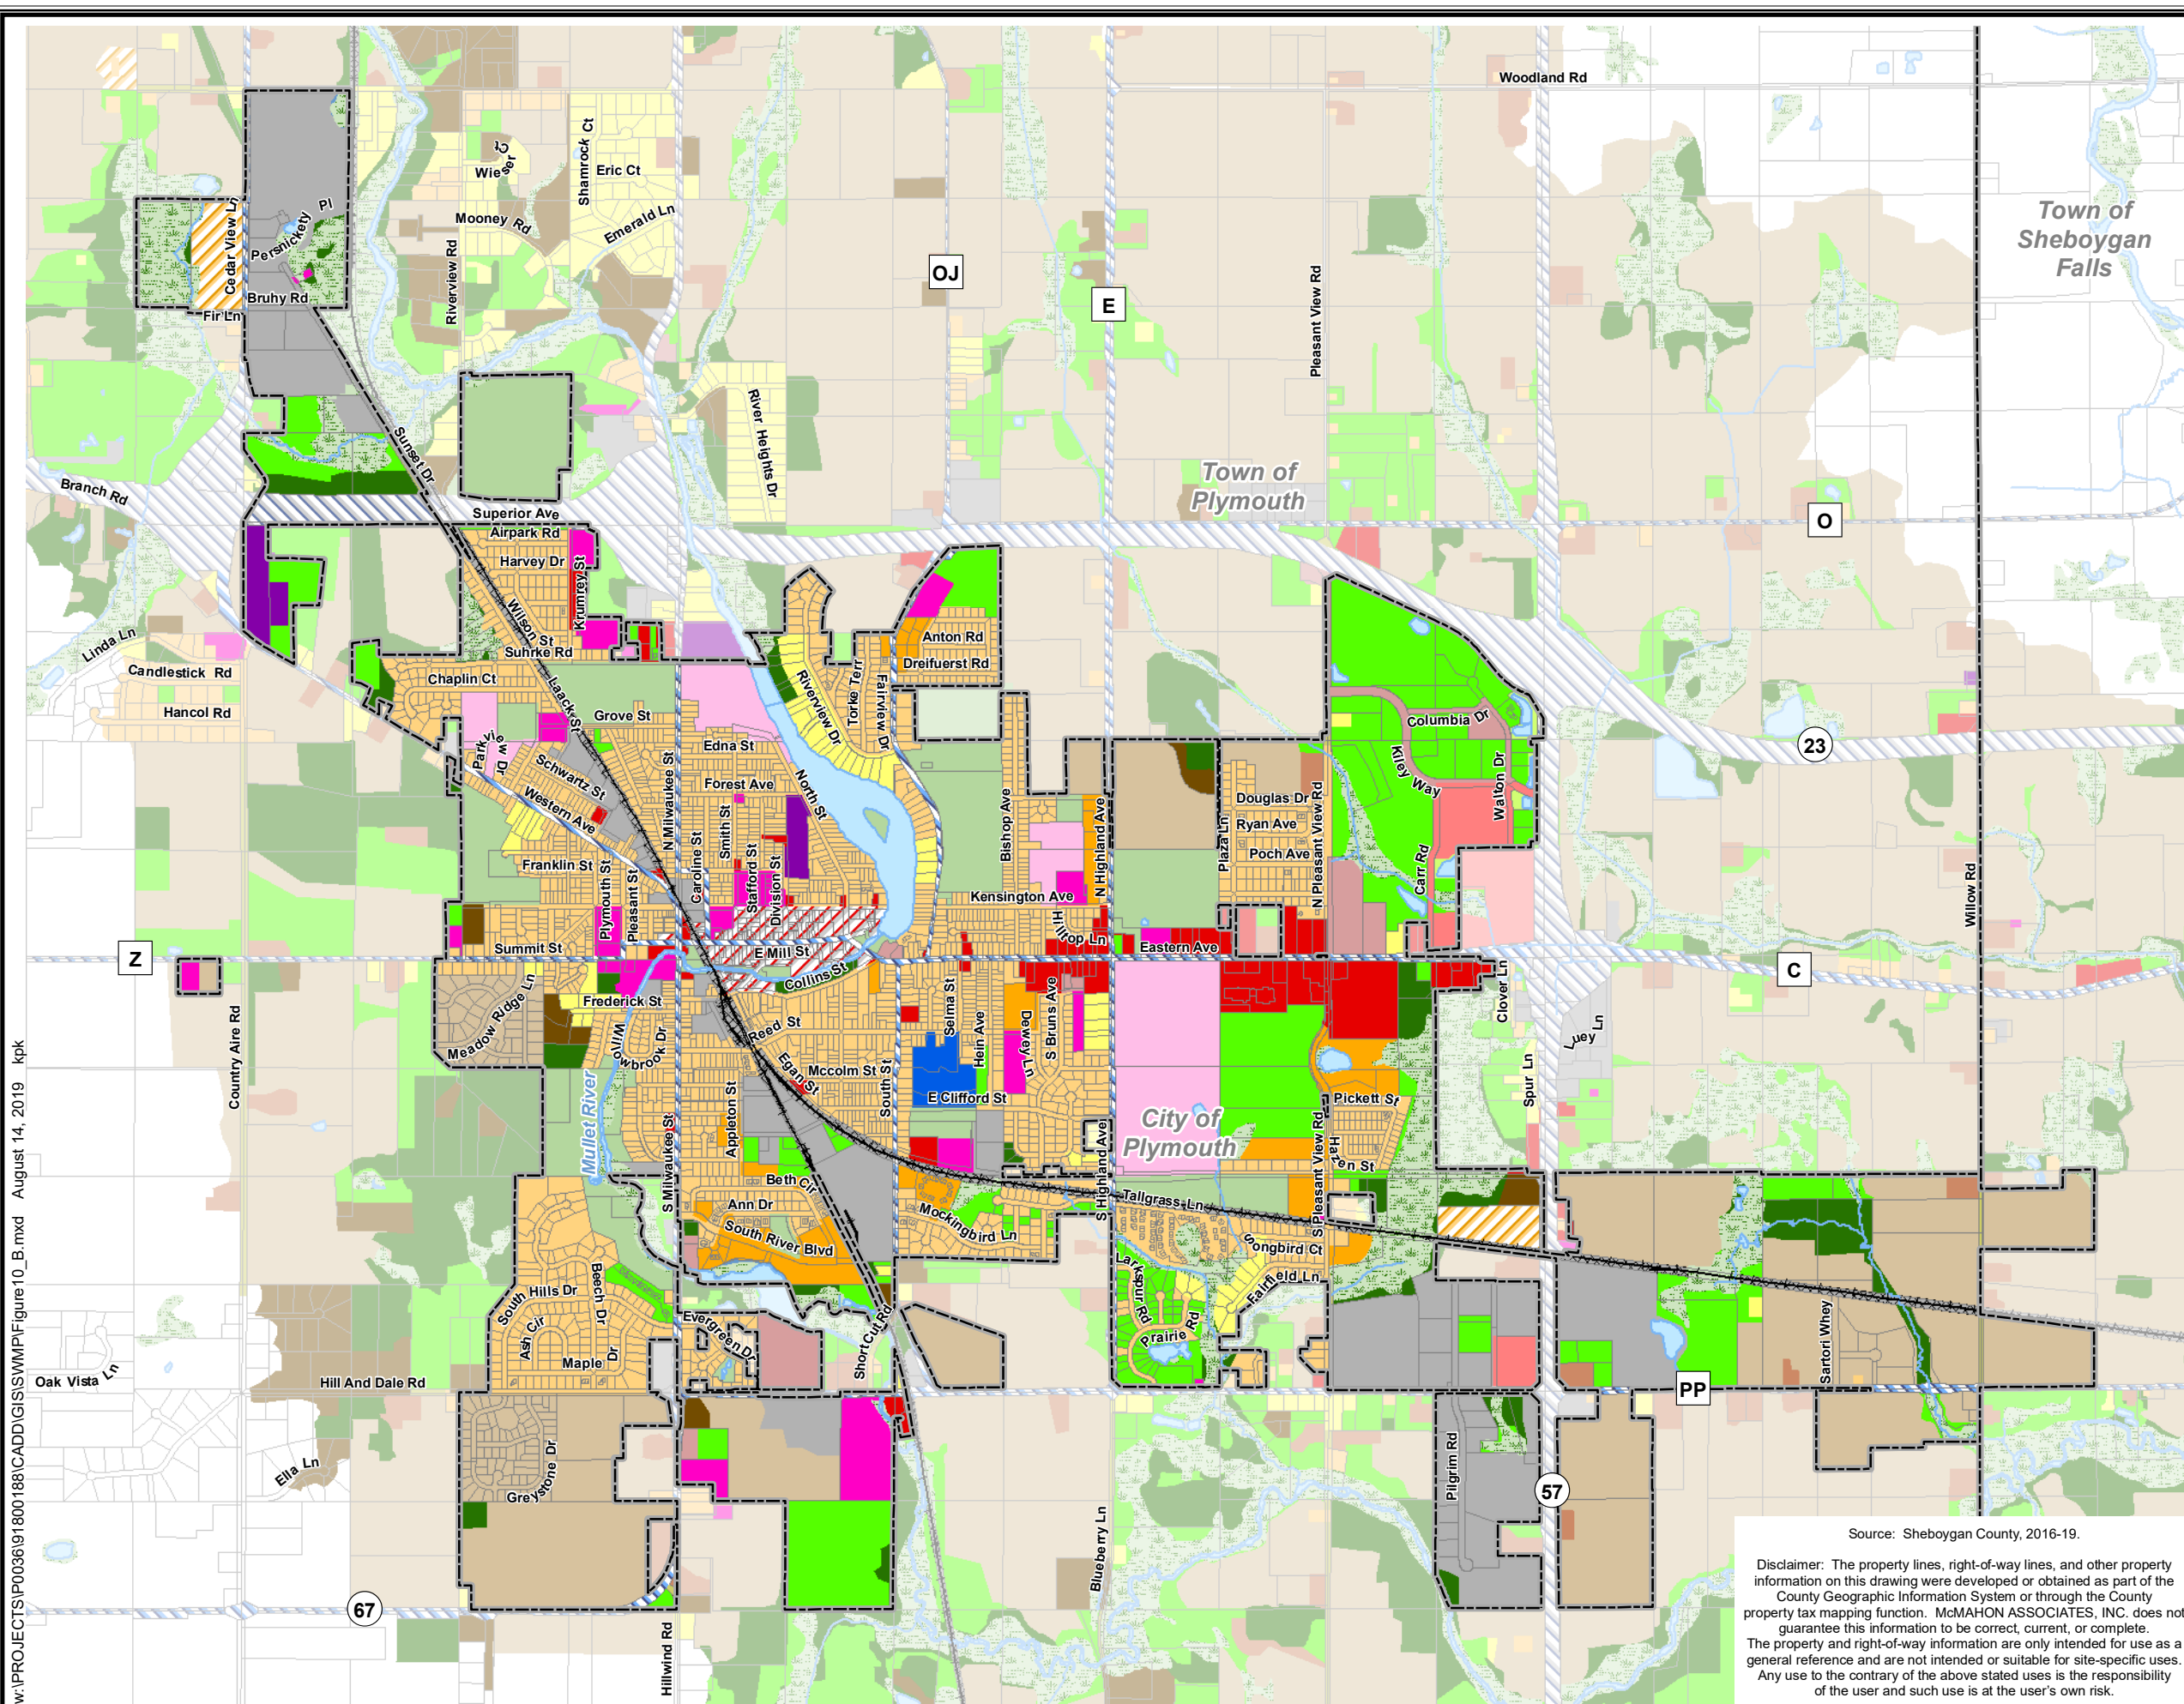 Woodland Rd
Town of
Sheboygan
Falls
Shamrock Ct
Wieser Ct
Eric Ct
Mooney Rd
Emerald Ln
Riverview Rd
Cedar View Ln
Persnickety Pl
Bruhy Rd
Fir Ln
OJ
E
Pleasant View Rd
River Heights Dr
Sunset Dr
Branch Rd
Town of
Plymouth
Superior Ave
Airpark Rd
Harvey Dr
Krumrey St
Wilson St
Suhrke Rd
O
Linda Ln
Candlestick Rd
Hancol Rd
Chaplin Ct
Laack St
Grove St
Parkview Dr
Schwartz St
Western Ave
Franklin St
Anton Rd
Dreifuerst Rd
Torke Terr
Fairview Dr
Riverview Dr
Edna St
Forest Ave
North St
N Milwaukee St
Caroline St
Smith St
Stafford St
Division St
Plymouth St
Pleasant St
Bishop Ave
N Highland Ave
Kensington Ave
Hilltop Ln
Eastern Ave
Plaza Ln
Douglas Dr
Ryan Ave
Poch Ave
N Pleasant View Rd
Columbia Dr
Kiley Way
Walton Dr
Carr Rd
23
Willow Rd
Z
Summit St
E Mill St
Collins St
C
Country Aire Rd
Meadow Ridge Ln
Frederick St
Willowbrook Dr
Reed St
Egan St
Mccolm St
South St
Selma St
Hein Ave
Dewey Ln
S Bruns Ave
E Clifford St
Clover Ln
Luey Ln
Spur Ln
Mullet River
S Milwaukee St
Appleton St
City of
Plymouth
S Highland Ave
S Pleasant View Rd
Pickett St
Hazen St
Beth Cir
Ann Dr
South River Blvd
Mockingbird Ln
Tallgrass Ln
Songbird Ct
Fairfield Ln
Larkspur Rd
Prairie Rd
South Hills Dr
Beech Dr
Ash Cir
Maple Dr
Evergreen Dr
Short Cut Rd
Sartori Whey
Oak Vista Ln
Hill And Dale Rd
PP
Ella Ln
Greystone Dr
Pilgrim Rd
57
Blueberry Ln
67
Hillwind Rd
w:\PROJECTS\P0036\91800188\CADD\GIS\SWMP\Figure10_B.mxd August 14, 2019 kpk
Source: Sheboygan County, 2016-19.
Disclaimer: The property lines, right-of-way lines, and other property
information on this drawing were developed or obtained as part of the
County Geographic Information System or through the County
property tax mapping function. McMAHON ASSOCIATES, INC. does not
guarantee this information to be correct, current, or complete.
The property and right-of-way information are only intended for use as a
general reference and are not intended or suitable for site-specific uses.
Any use to the contrary of the above stated uses is the responsibility
of the user and such use is at the user's own risk.